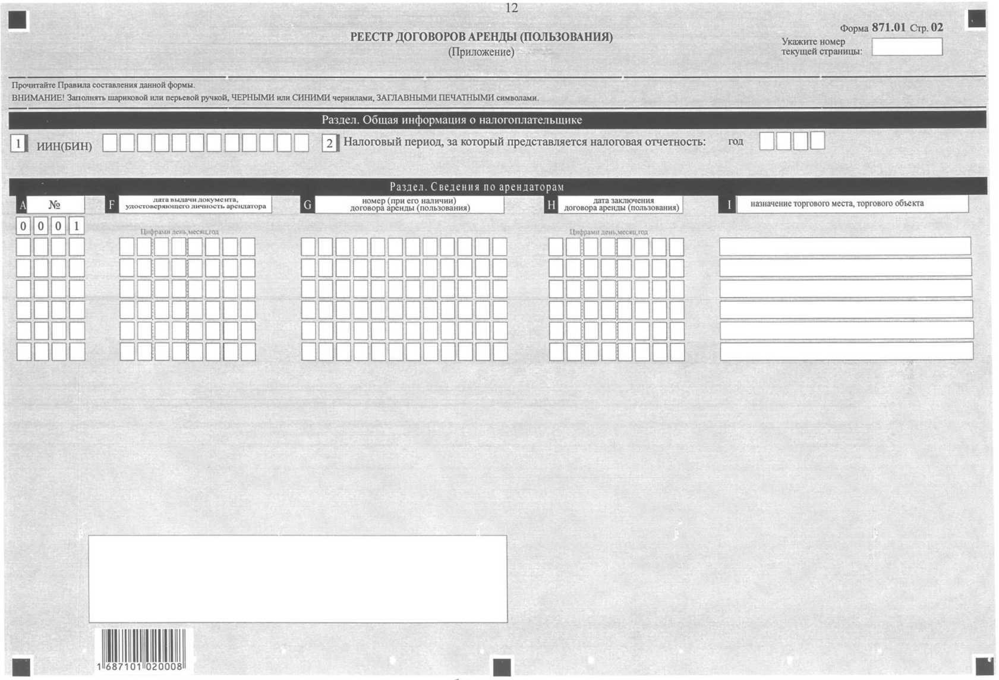 12
Форма 871.01 Стр. 02
РЕЕСТР ДОГОВОРОВ АРЕНДЫ (ПОЛЬЗОВАНИЯ)
(Приложение)
Укажите номер
текущей страницы:
Прочитайте Правила составления данной формы.
ВНИМАНИЕ! Заполнять шариковой или перьевой ручкой, ЧЕРНЫМИ или СИНИМИ чернилами, ЗАГЛАВНЫМИ ПЕЧАТНЫМИ символами.
Раздел. Общая информация о налогоплательщике
1 ИИН(БИН)
2 Налоговый период, за который представляется налоговая отчетность: год
Раздел. Сведения по арендаторам
A №
F дата выдачи документа,
удостоверяющего личность арендатора
G номер (при его наличии)
договора аренды (пользования)
H дата заключения
договора аренды (пользования)
I назначение торгового места, торгового объекта
0 0 0 1
Цифрами день,месяц,год
Цифрами день,месяц,год
1 687101 020008